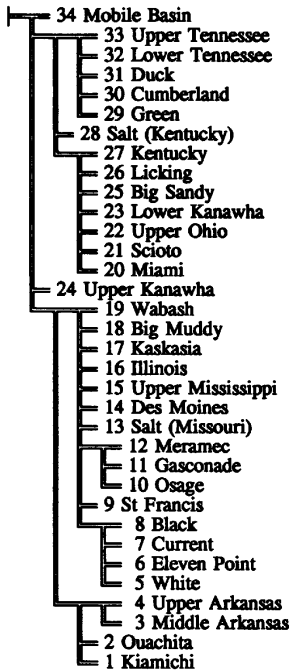 34 Mobile Basin
33 Upper Tennessee
32 Lower Tennessee
31 Duck
30 Cumberland
29 Green
28 Salt (Kentucky)
27 Kentucky
26 Licking
25 Big Sandy
23 Lower Kanawha
22 Upper Ohio
21 Scioto
20 Miami
24 Upper Kanawha
19 Wabash
18 Big Muddy
17 Kaskasia
16 Illinois
15 Upper Mississippi
14 Des Moines
13 Salt (Missouri)
12 Meramec
11 Gasconade
10 Osage
9 St Francis
8 Black
7 Current
6 Eleven Point
5 White
4 Upper Arkansas
3 Middle Arkansas
2 Ouachita
1 Kiamichi